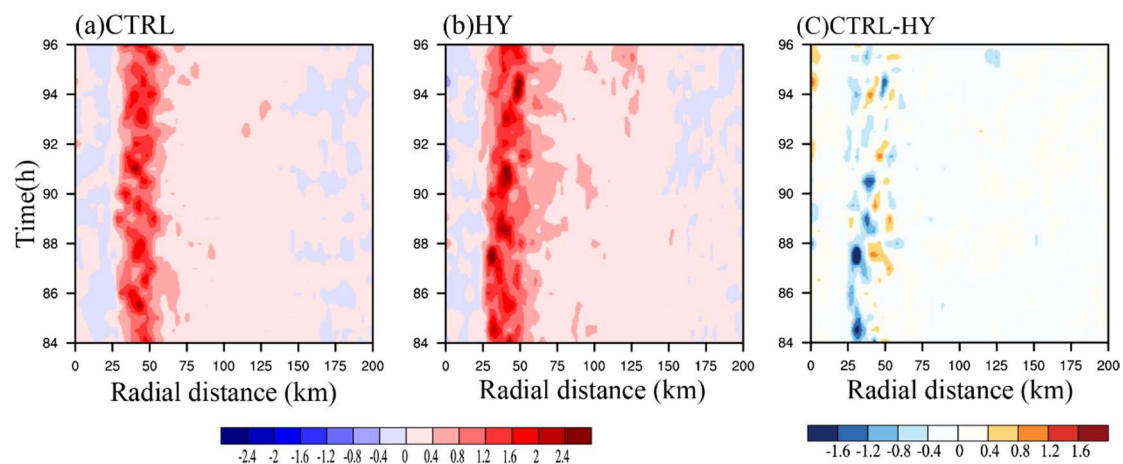 (a)CTRL (b)HY (C)CTRL-HY
96 96 96
94 94 94
92 92 92
90 90 90
88 88 88
86 86 86
84 84 84
Time(h)
0 25 50 75 100 125 150 175 200 0 25 50 75 100 125 150 175 200 0 25 50 75 100 125 150 175 200
Radial distance (km) Radial distance (km) Radial distance (km)
-2.4 -2 -1.6 -1.2 -0.8 -0.4 0 0.4 0.8 1.2 1.6 2 2.4 -1.6 -1.2 -0.8 -0.4 0 0.4 0.8 1.2 1.6